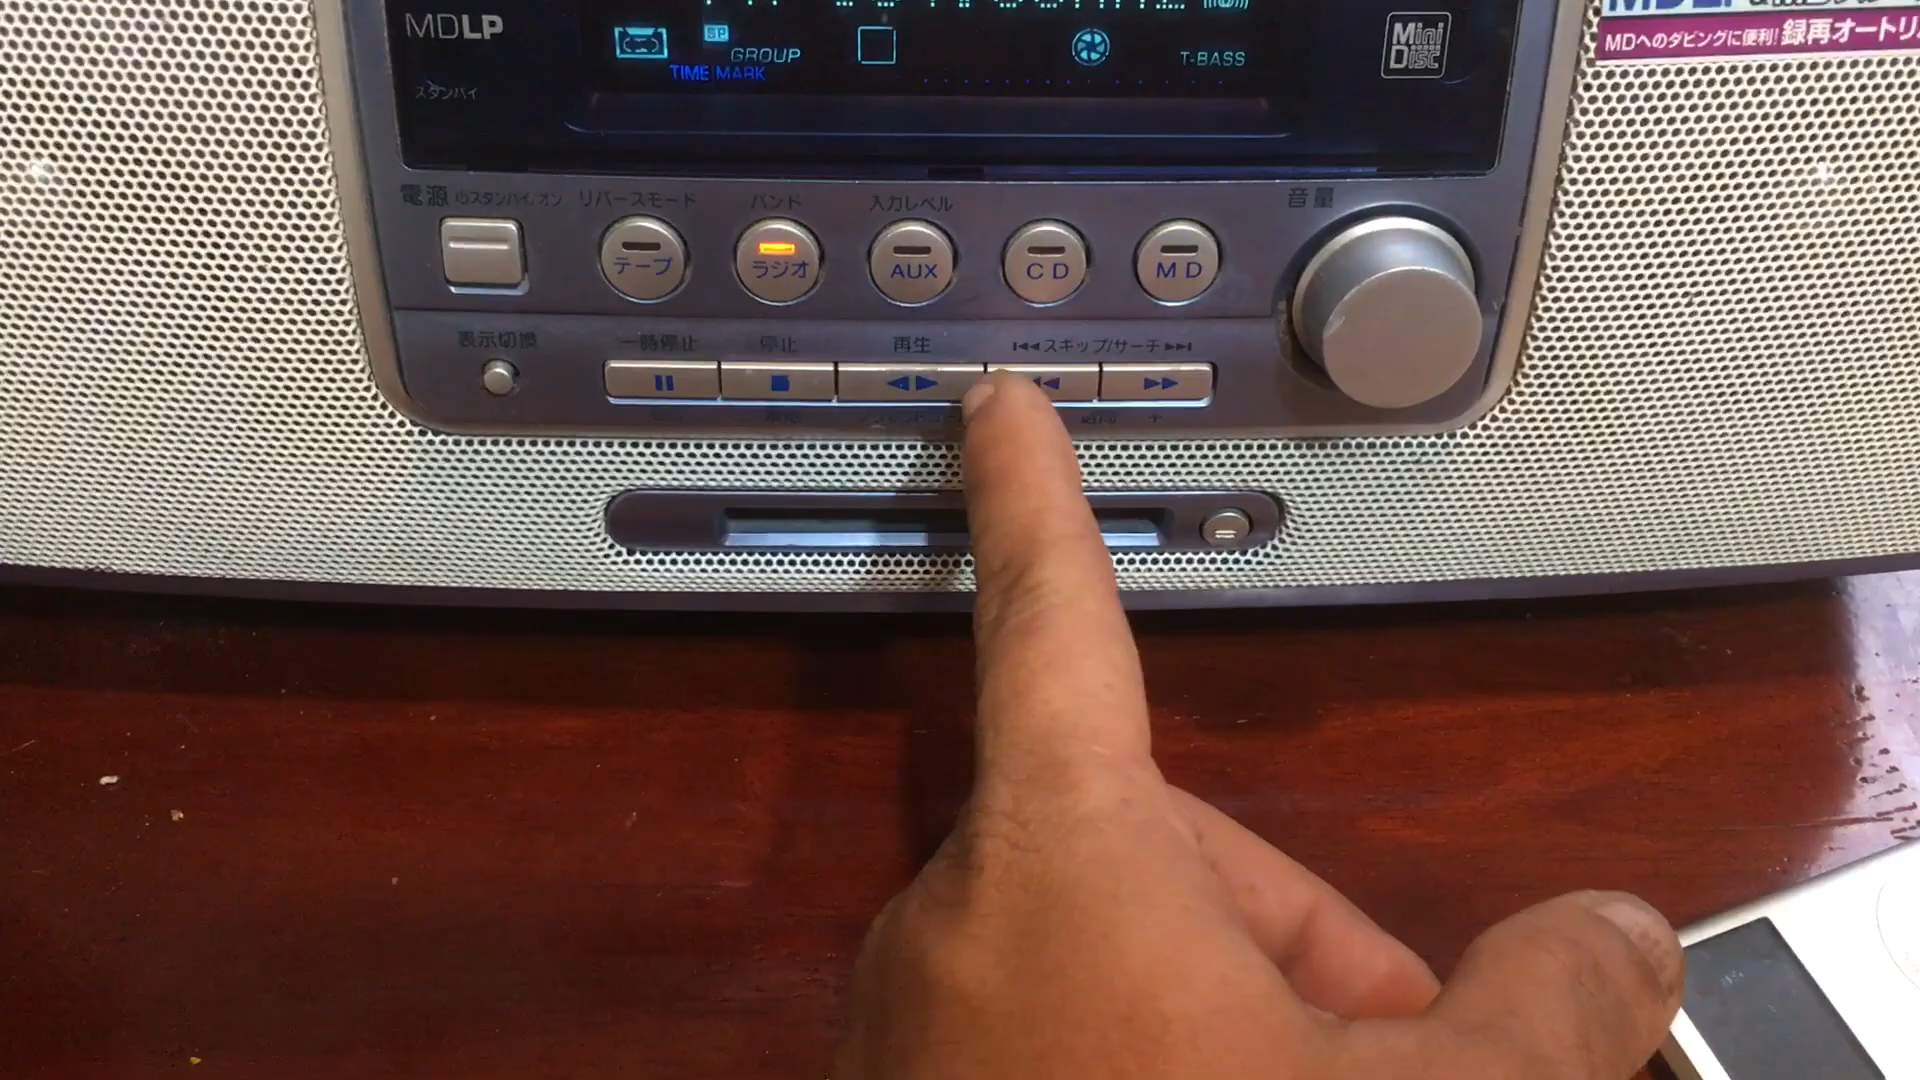 MDLP
SP
GROUP
TIME MARK
T-BASS
Mini
Disc
MDへのダビングに便利! 録再オートリバ
スタンバイ
電源 ⏻スタンバイ/オン
リバースモード
バンド
入力レベル
音量
テープ
ラジオ
AUX
CD
MD
表示切換
一時停止
停止
再生
スキップ/サーチ